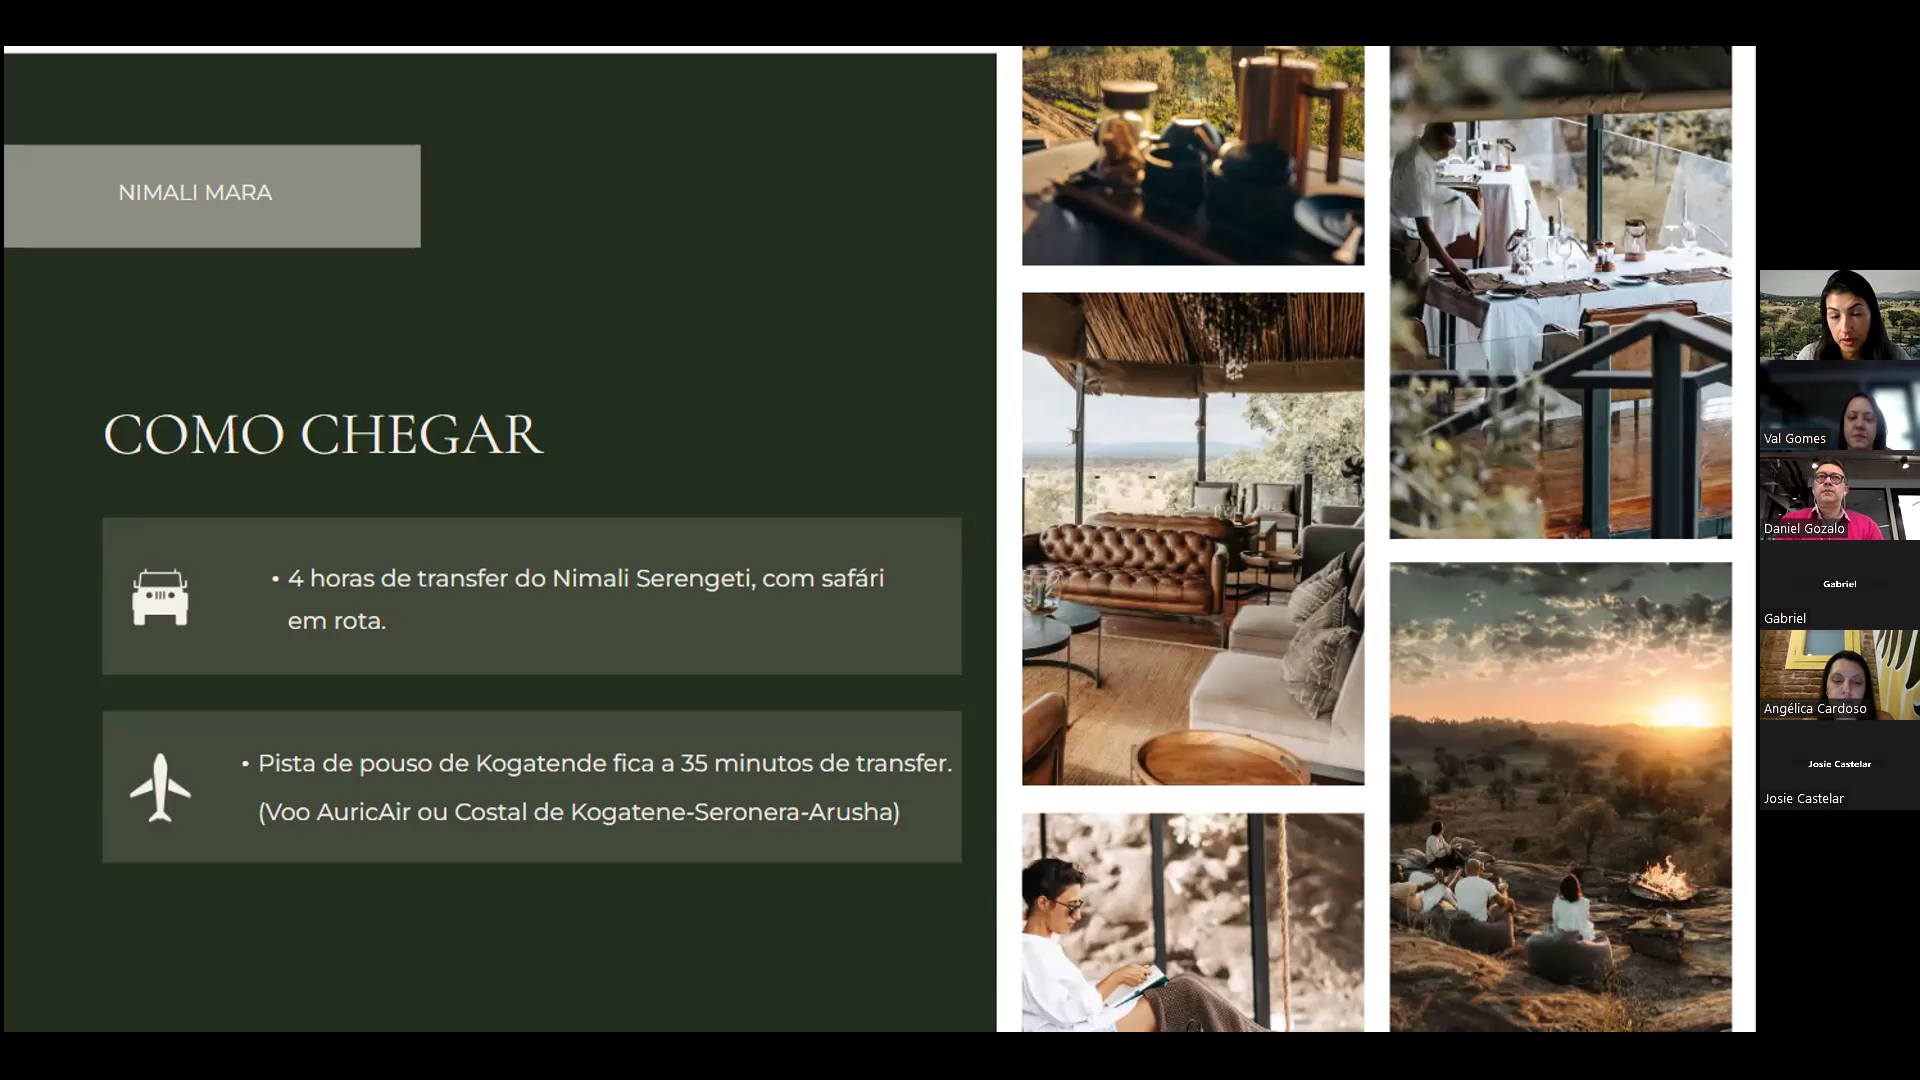 NIMALI MARA
COMO CHEGAR
• 4 horas de transfer do Nimali Serengeti, com safári
em rota.
• Pista de pouso de Kogatende fica a 35 minutos de transfer.
(Voo AuricAir ou Costal de Kogatene-Seronera-Arusha)
Val Gomes
Daniel Gozalo
Gabriel
Gabriel
Angélica Cardoso
Josie Castelar
Josie Castelar